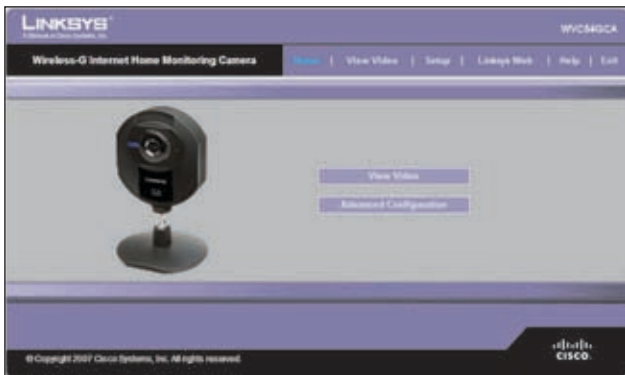 LINKSYS®
A Division of Cisco Systems, Inc.
WVC54GCA
Wireless-G Internet Home Monitoring Camera
Home | View Video | Setup | Linksys Web | Help | Exit
View Video
Advanced Configuration
© Copyright 2007 Cisco Systems, Inc. All rights reserved.
CISCO